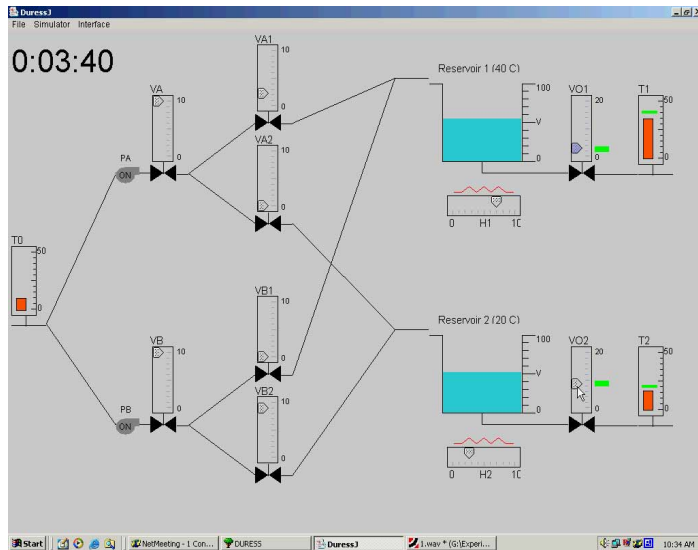 DuressJ
File Simulator Interface
0:03:40
VA1
10
0
VA
10
0
VA2
10
0
PA
ON
Reservoir 1 (40 C)
100
V
0
VO1
20
0
T1
50
0
0 H1 10
T0
50
0
VB1
10
0
VB
10
0
VB2
10
0
PB
ON
Reservoir 2 (20 C)
100
V
0
VO2
20
0
T2
50
0
0 H2 10
Start NetMeeting - 1 Con... DURESS DuressJ 1.wav * (G:\Experi... 10:34 AM